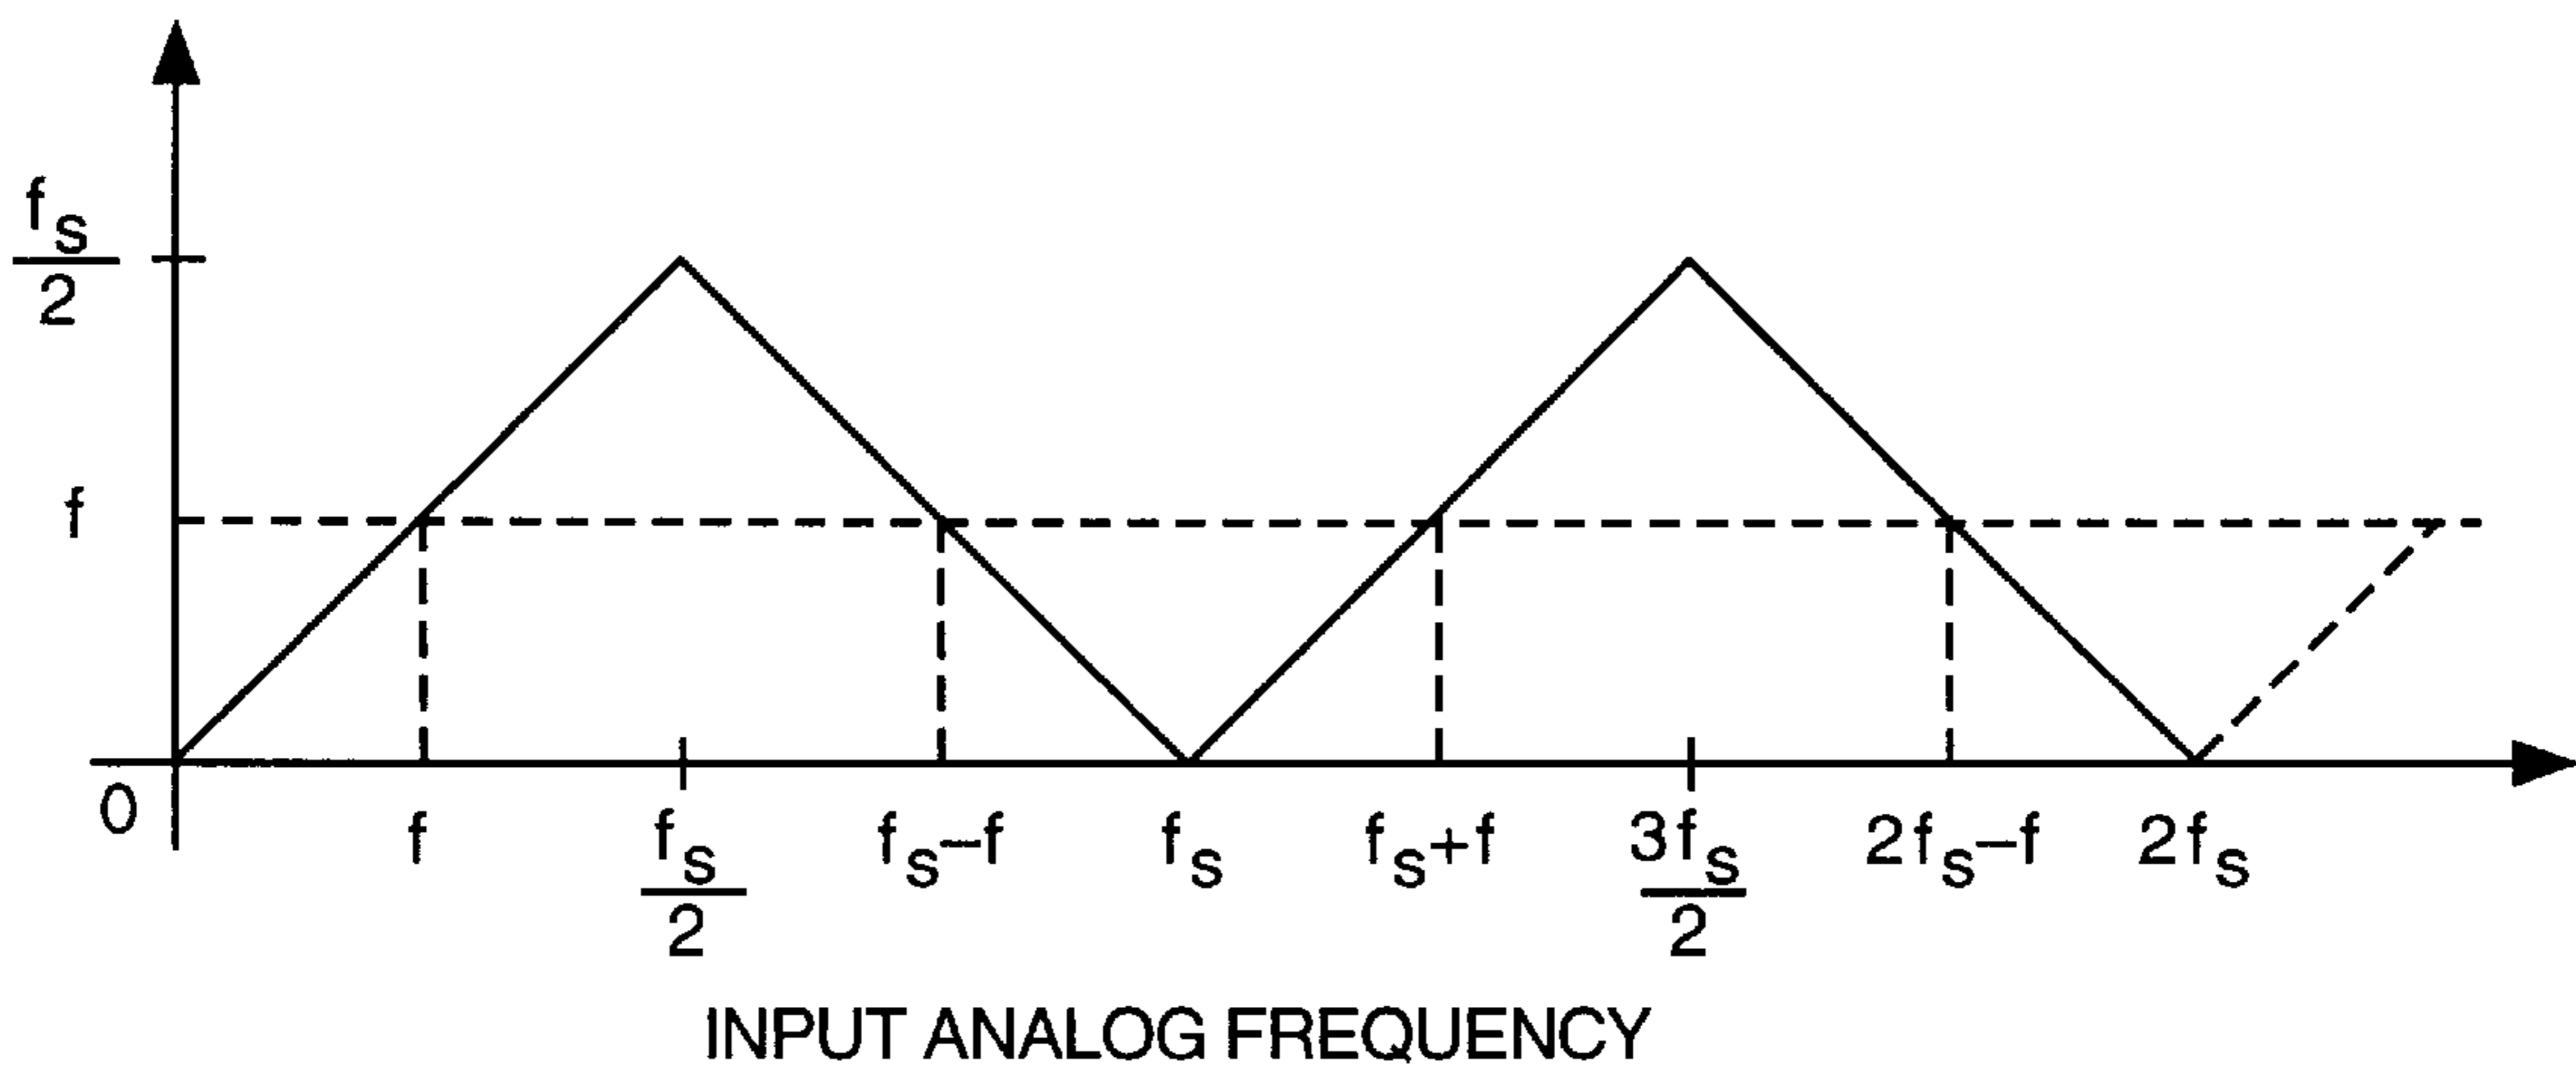 fs
2
f
0
f
fs
2
fs–f
fs
fs+f
3fs
2
2fs–f
2fs
INPUT ANALOG FREQUENCY